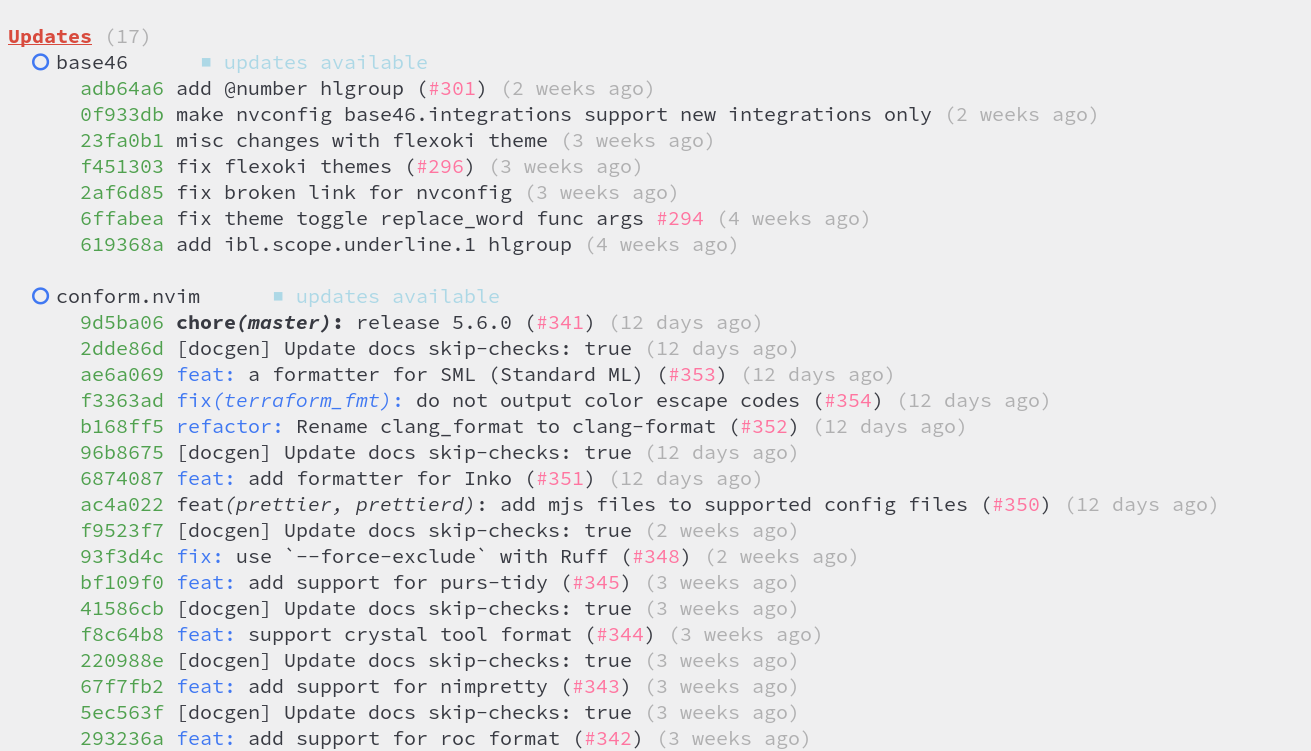 Updates (17)
base46 ■ updates available
adb64a6 add @number hlgroup (#301) (2 weeks ago)
0f933db make nvconfig base46.integrations support new integrations only (2 weeks ago)
23fa0b1 misc changes with flexoki theme (3 weeks ago)
f451303 fix flexoki themes (#296) (3 weeks ago)
2af6d85 fix broken link for nvconfig (3 weeks ago)
6ffabea fix theme toggle replace_word func args #294 (4 weeks ago)
619368a add ibl.scope.underline.1 hlgroup (4 weeks ago)
conform.nvim ■ updates available
9d5ba06 chore(master): release 5.6.0 (#341) (12 days ago)
2dde86d [docgen] Update docs skip-checks: true (12 days ago)
ae6a069 feat: a formatter for SML (Standard ML) (#353) (12 days ago)
f3363ad fix(terraform_fmt): do not output color escape codes (#354) (12 days ago)
b168ff5 refactor: Rename clang_format to clang-format (#352) (12 days ago)
96b8675 [docgen] Update docs skip-checks: true (12 days ago)
6874087 feat: add formatter for Inko (#351) (12 days ago)
ac4a022 feat(prettier, prettierd): add mjs files to supported config files (#350) (12 days ago)
f9523f7 [docgen] Update docs skip-checks: true (2 weeks ago)
93f3d4c fix: use `--force-exclude` with Ruff (#348) (2 weeks ago)
bf109f0 feat: add support for purs-tidy (#345) (3 weeks ago)
41586cb [docgen] Update docs skip-checks: true (3 weeks ago)
f8c64b8 feat: support crystal tool format (#344) (3 weeks ago)
220988e [docgen] Update docs skip-checks: true (3 weeks ago)
67f7fb2 feat: add support for nimpretty (#343) (3 weeks ago)
5ec563f [docgen] Update docs skip-checks: true (3 weeks ago)
293236a feat: add support for roc format (#342) (3 weeks ago)